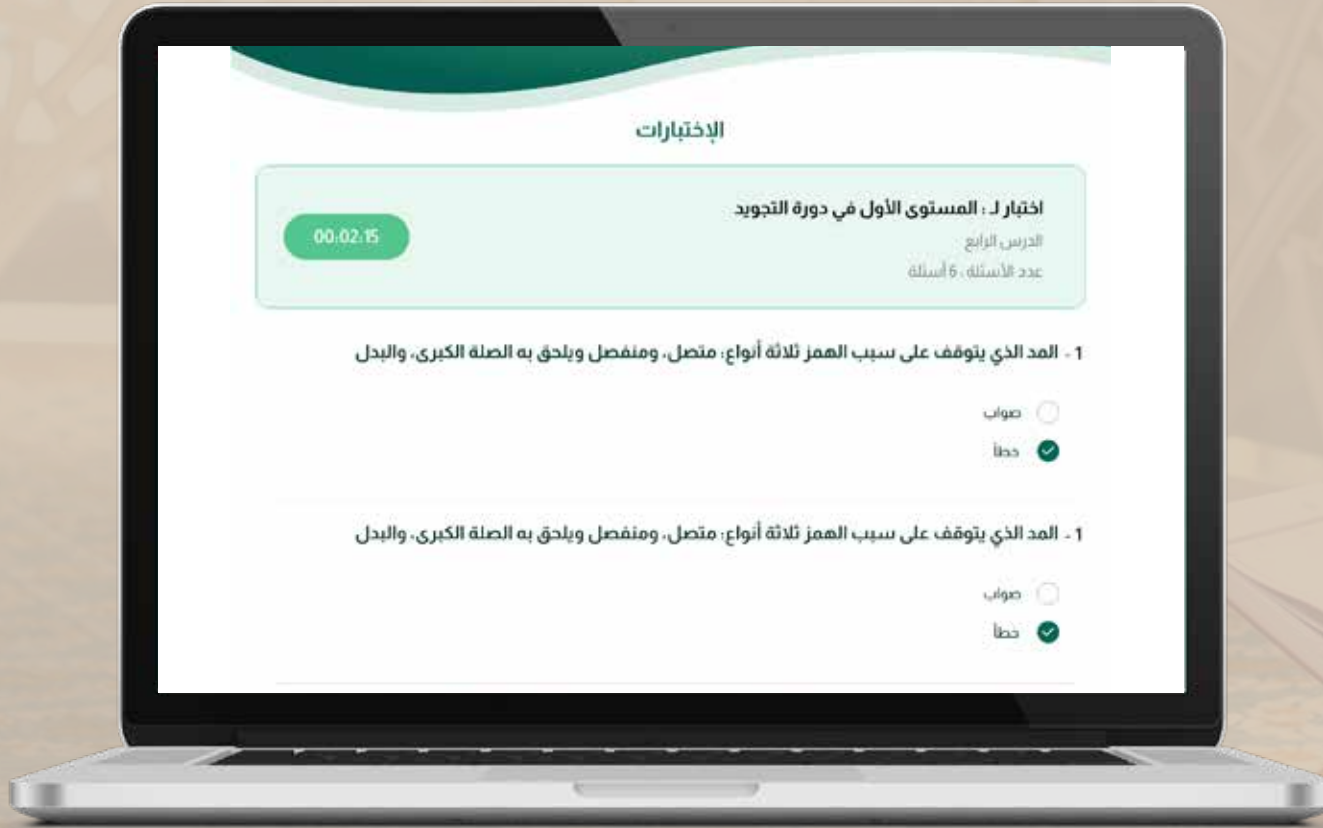 الإختبارات
اختبار لـ : المستوى الأول في دورة التجويد
الدرس الرابع
عدد الأسئلة : 6 أسئلة
00:02:15
1 - المد الذي يتوقف على سبب الهمز ثلاثة أنواع: متصل، ومنفصل ويلحق به الصلة الكبرى، والبدل
صواب
خطأ
1 - المد الذي يتوقف على سبب الهمز ثلاثة أنواع: متصل، ومنفصل ويلحق به الصلة الكبرى، والبدل
صواب
خطأ